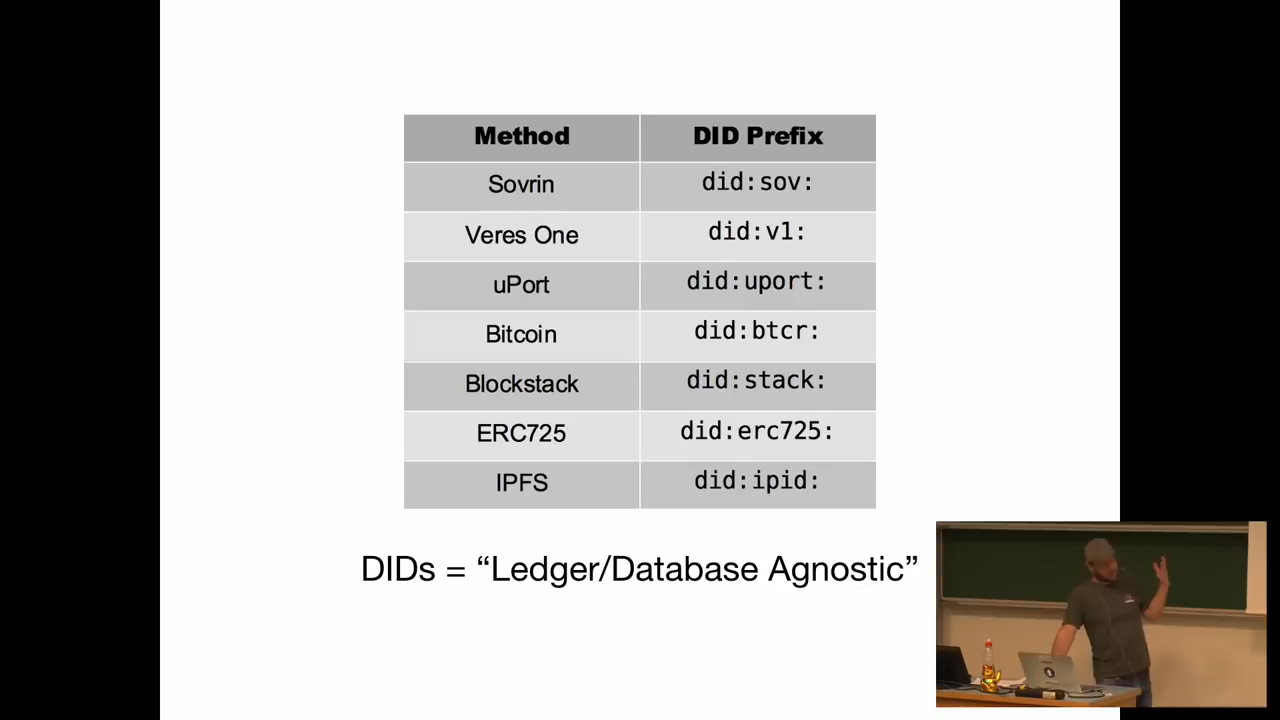 Method DID Prefix
Sovrin did:sov:
Veres One did:v1:
uPort did:uport:
Bitcoin did:btcr:
Blockstack did:stack:
ERC725 did:erc725:
IPFS did:ipid:
DIDs = “Ledger/Database Agnostic”